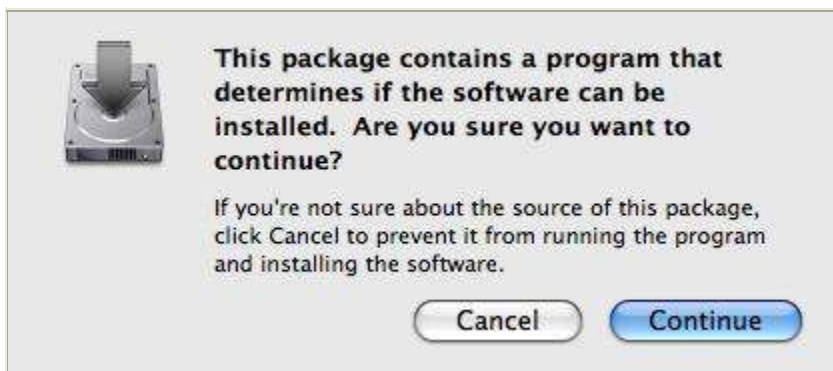 This package contains a program that
determines if the software can be
installed.  Are you sure you want to
continue?
If you're not sure about the source of this package,
click Cancel to prevent it from running the program
and installing the software.
Cancel
Continue